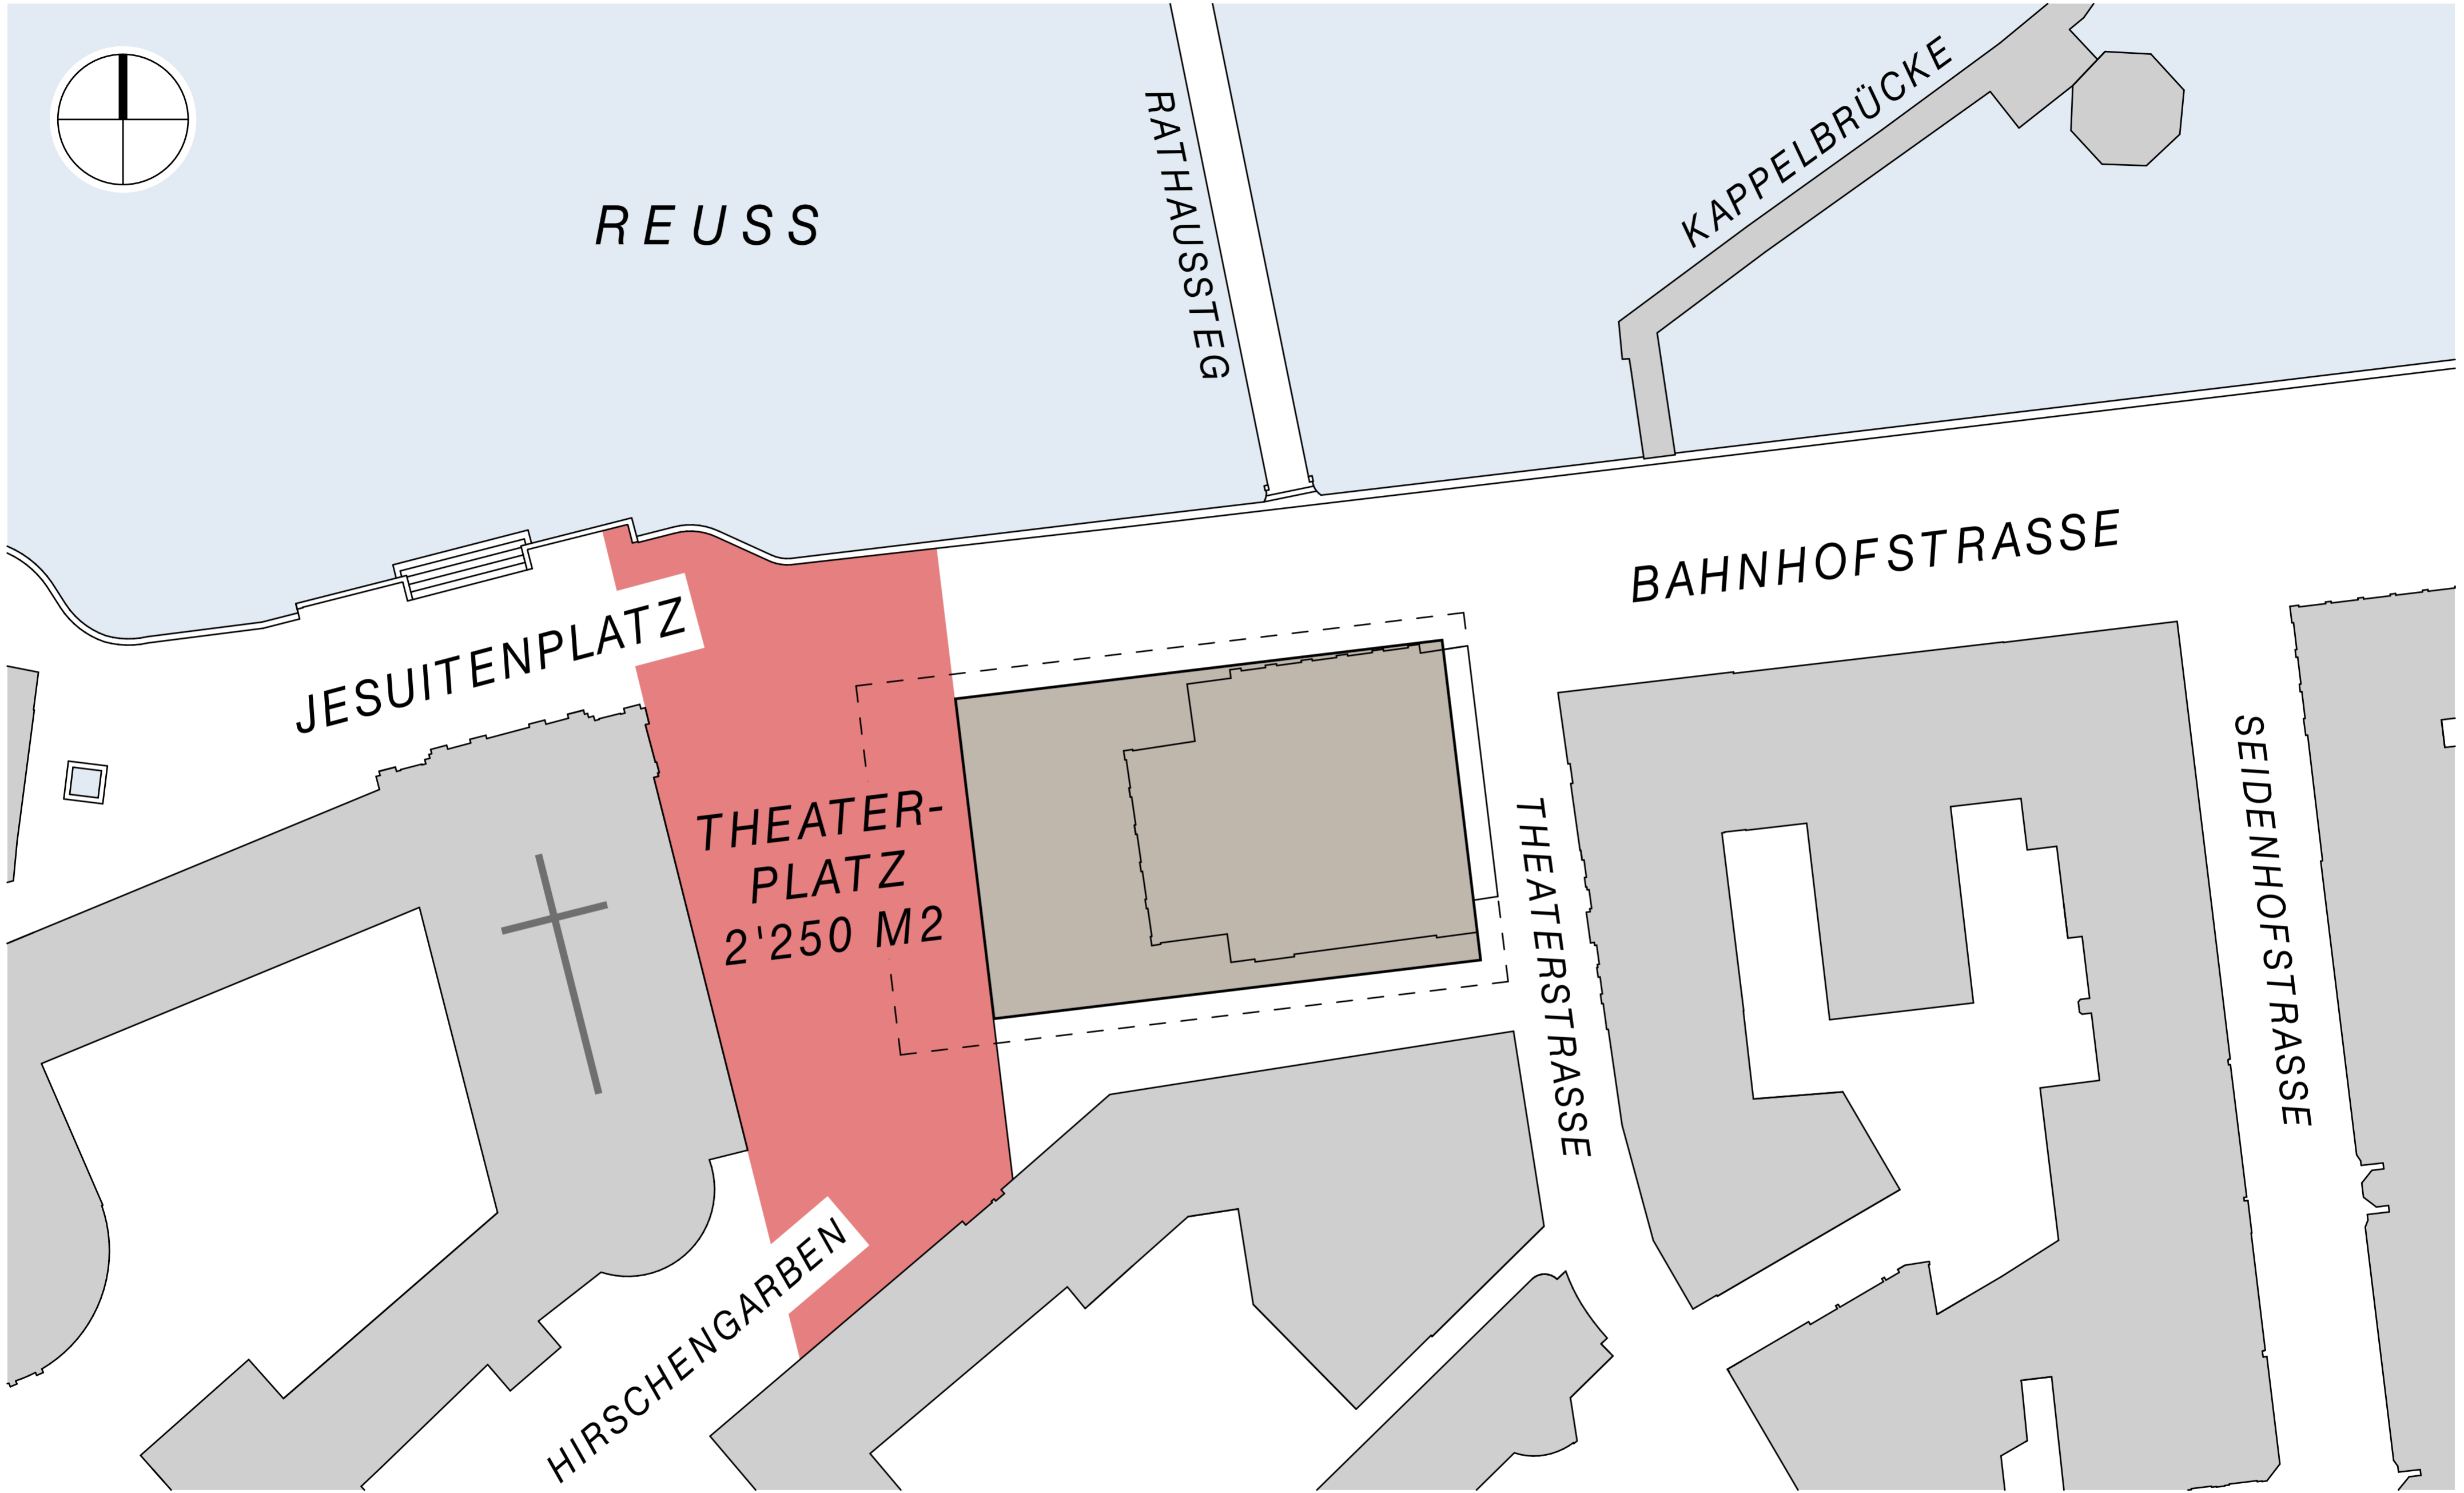 REUSS
RATHAUSSTEG
KAPPELBRÜCKE
BAHNHOFSTRASSE
JESUITENPLATZ
THEATER-
PLATZ
2'250 M2
THEATERSTRASSE
SEIDENHOFSTRASSE
HIRSCHENGARBEN